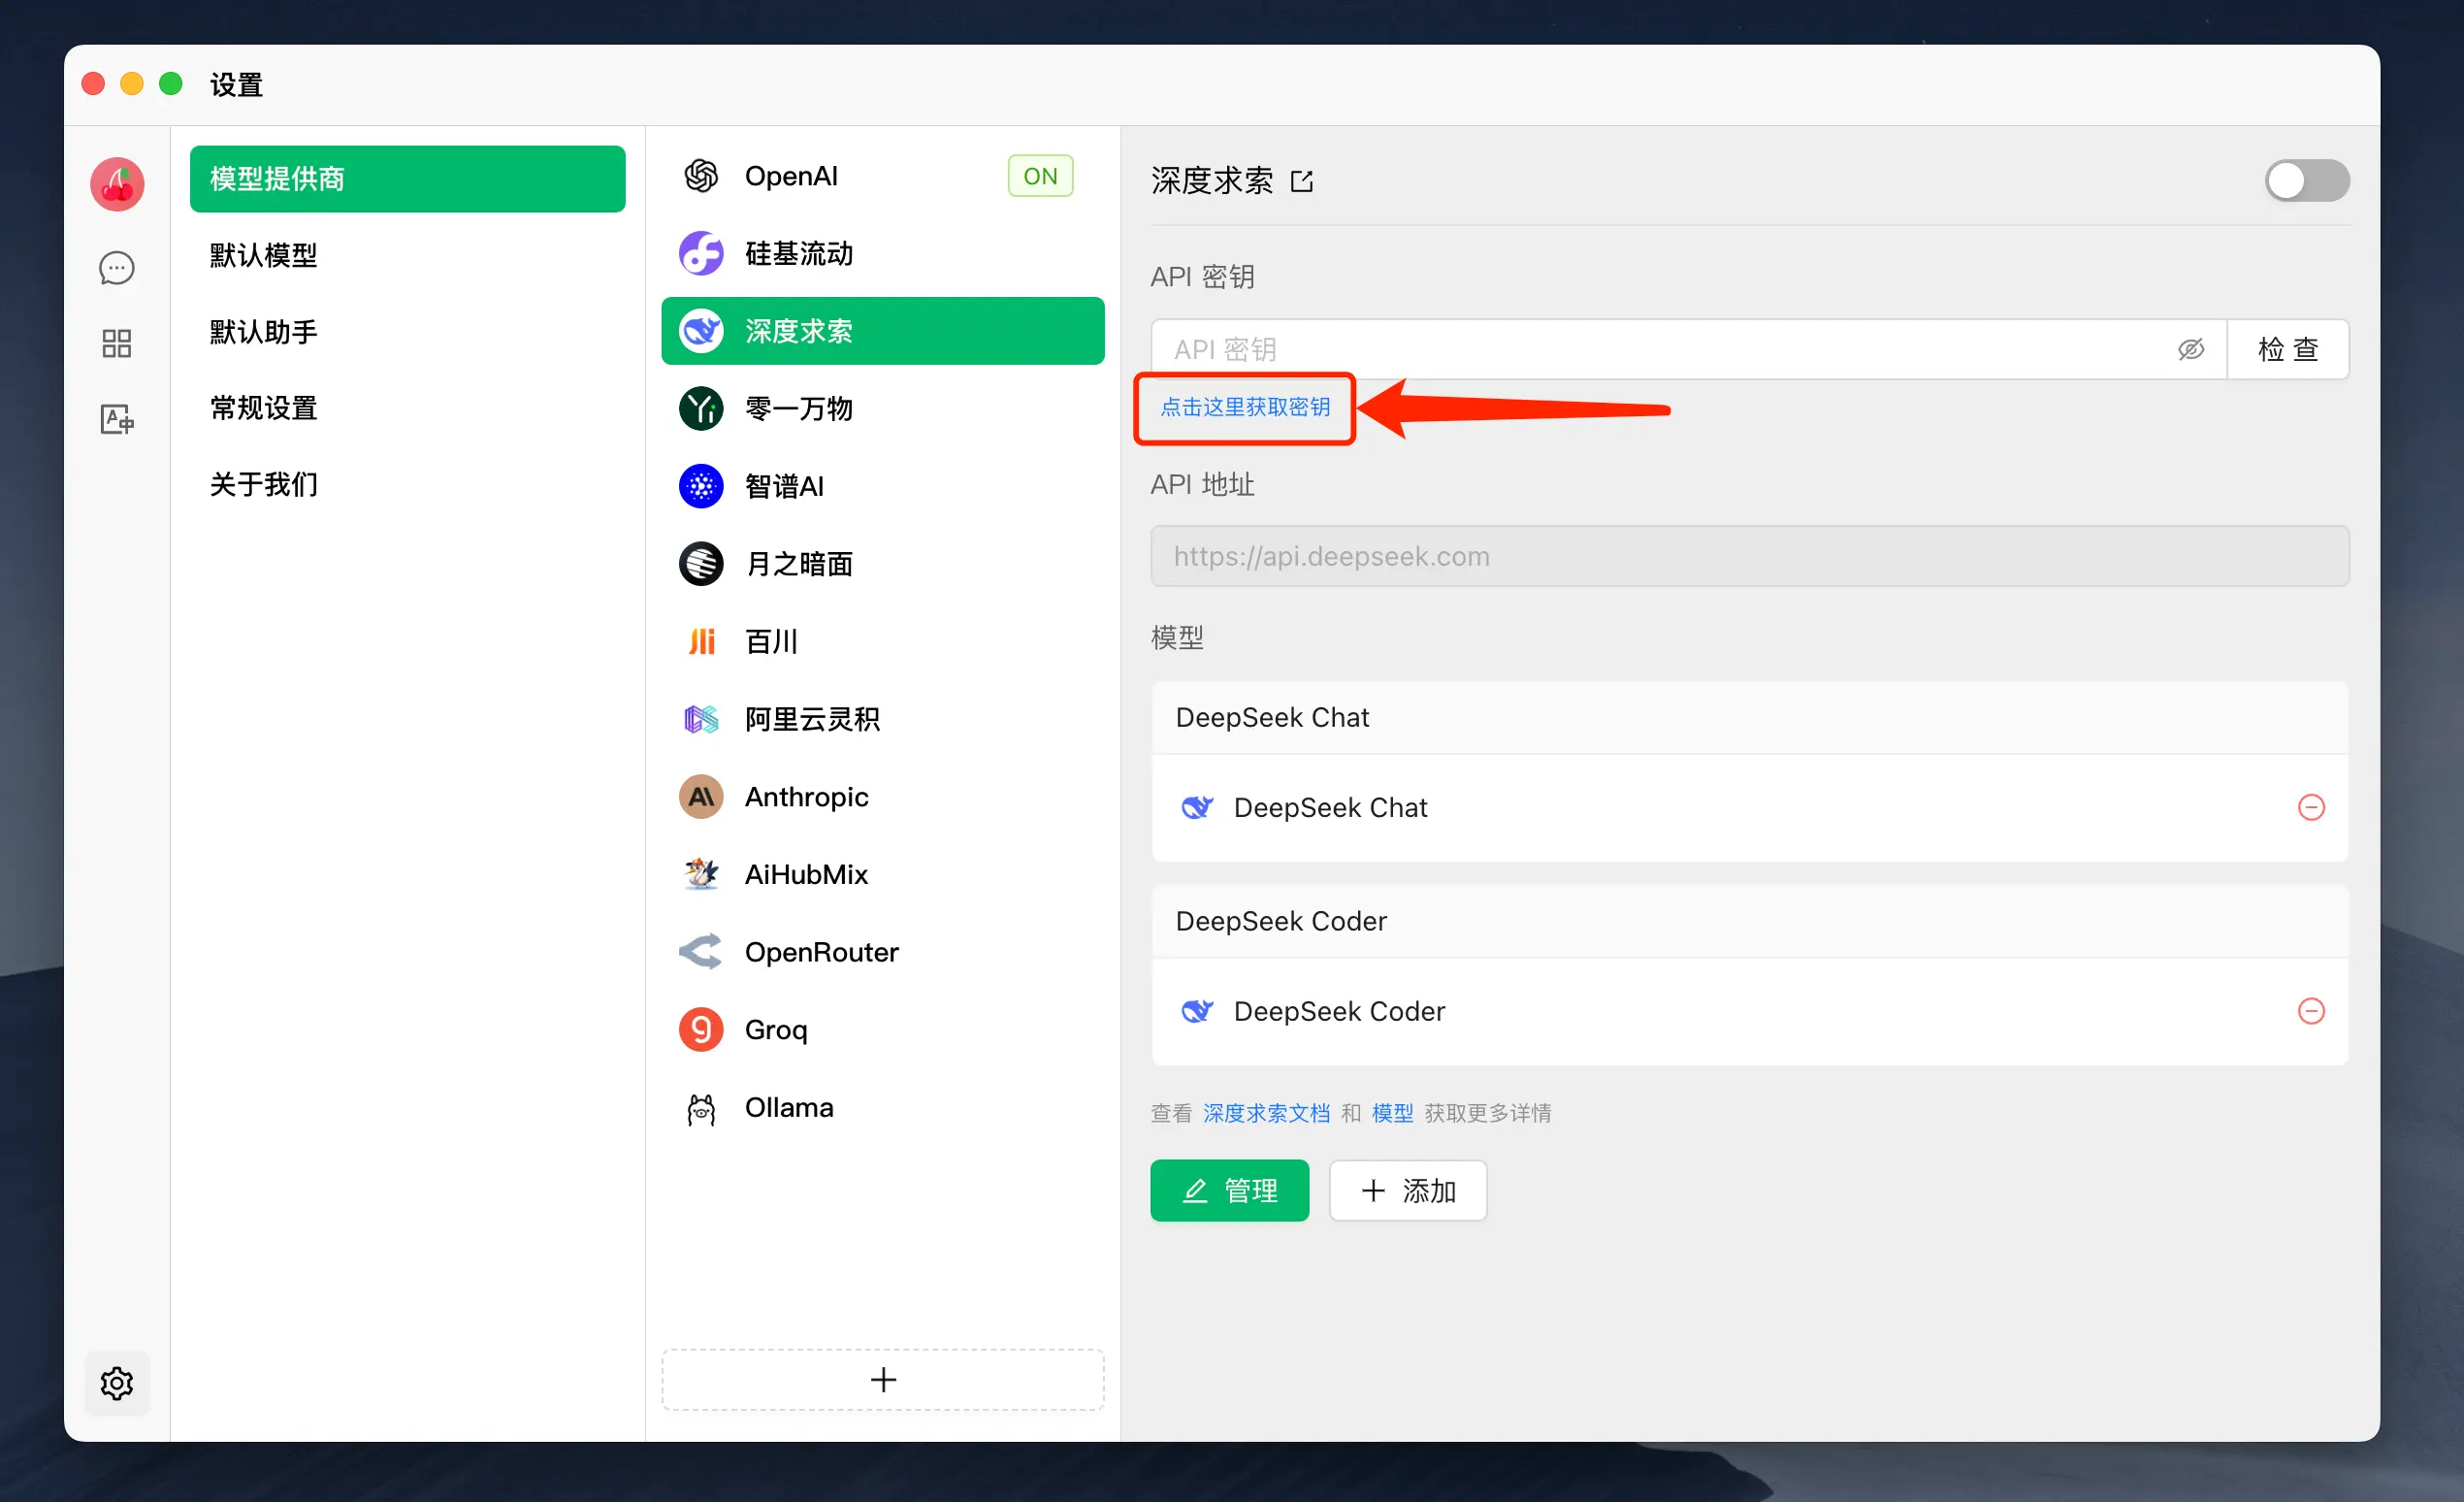 设置
模型提供商
默认模型
默认助手
常规设置
关于我们
OpenAI
ON
硅基流动
深度求索
零一万物
智谱AI
月之暗面
百川
阿里云灵积
Anthropic
AiHubMix
OpenRouter
Groq
Ollama
深度求索
API 密钥
API 密钥
检 查
点击这里获取密钥
API 地址
https://api.deepseek.com
模型
DeepSeek Chat
DeepSeek Chat
DeepSeek Coder
DeepSeek Coder
查看 深度求索文档 和 模型 获取更多详情
管理
添加